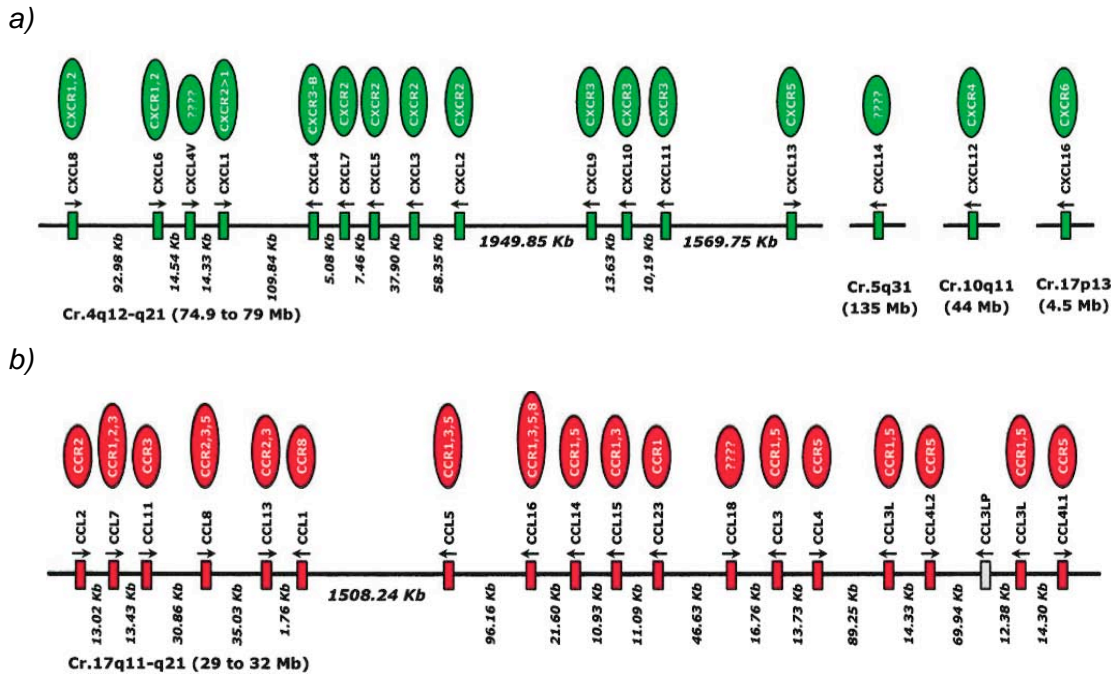 a)
CXCR1,2 CXCR1,2 ???? CXCR2>1 CXCR3-B CXCR2 CXCR2 CXCR2 CXCR2 CXCR3 CXCR3 CXCR3 CXCR5 ???? CXCR4 CXCR6
CXCL8 CXCL6 CXCL4V CXCL1 CXCL4 CXCL7 CXCL5 CXCL3 CXCL2 CXCL9 CXCL10 CXCL11 CXCL13 CXCL14 CXCL12 CXCL16
92.98 Kb 14.54 Kb 14.33 Kb 109.84 Kb 5.08 Kb 7.46 Kb 37.90 Kb 58.35 Kb 1949.85 Kb 13.63 Kb 10,19 Kb 1569.75 Kb
Cr.5q31 Cr.10q11 Cr.17p13
(135 Mb) (44 Mb) (4.5 Mb)
Cr.4q12-q21 (74.9 to 79 Mb)
b)
CCR2 CCR1,2,3 CCR3 CCR2,3,5 CCR2,3 CCR8 CCR1,3,5 CCR1,3,5,8 CCR1,5 CCR1,3 CCR1 ???? CCR1,5 CCR5 CCR1,5 CCR5 CCR1,5 CCR5
CCL2 CCL7 CCL11 CCL8 CCL13 CCL1 CCL5 CCL16 CCL14 CCL15 CCL23 CCL18 CCL3 CCL4 CCL3L CCL4L2 CCL3LP CCL3L CCL4L1
13.02 Kb 13.43 Kb 30.86 Kb 35.03 Kb 1.76 Kb 1508.24 Kb 96.16 Kb 21.60 Kb 10.93 Kb 11.09 Kb 46.63 Kb 16.76 Kb 13.73 Kb 89.25 Kb 14.33 Kb 69.94 Kb 12.38 Kb 14.30 Kb
Cr.17q11-q21 (29 to 32 Mb)